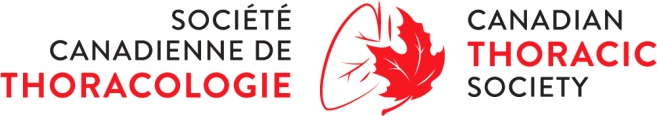 SOCIÉTÉ
CANADIENNE DE
THORACOLOGIE
CANADIAN
THORACIC
SOCIETY